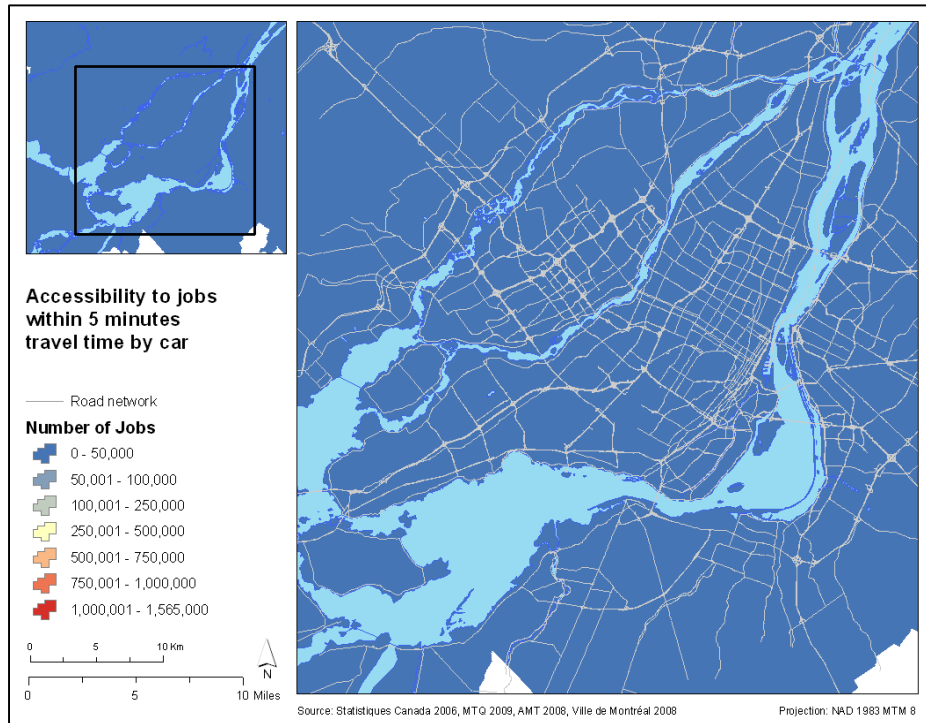 Accessibility to jobs
within 5 minutes
travel time by car
Road network
Number of Jobs
0 - 50,000
50,001 - 100,000
100,001 - 250,000
250,001 - 500,000
500,001 - 750,000
750,001 - 1,000,000
1,000,001 - 1,565,000
0 5 10 Km
N
0 5 10 Miles
Source: Statistiques Canada 2006, MTQ 2009, AMT 2008, Ville de Montréal 2008
Projection: NAD 1983 MTM 8